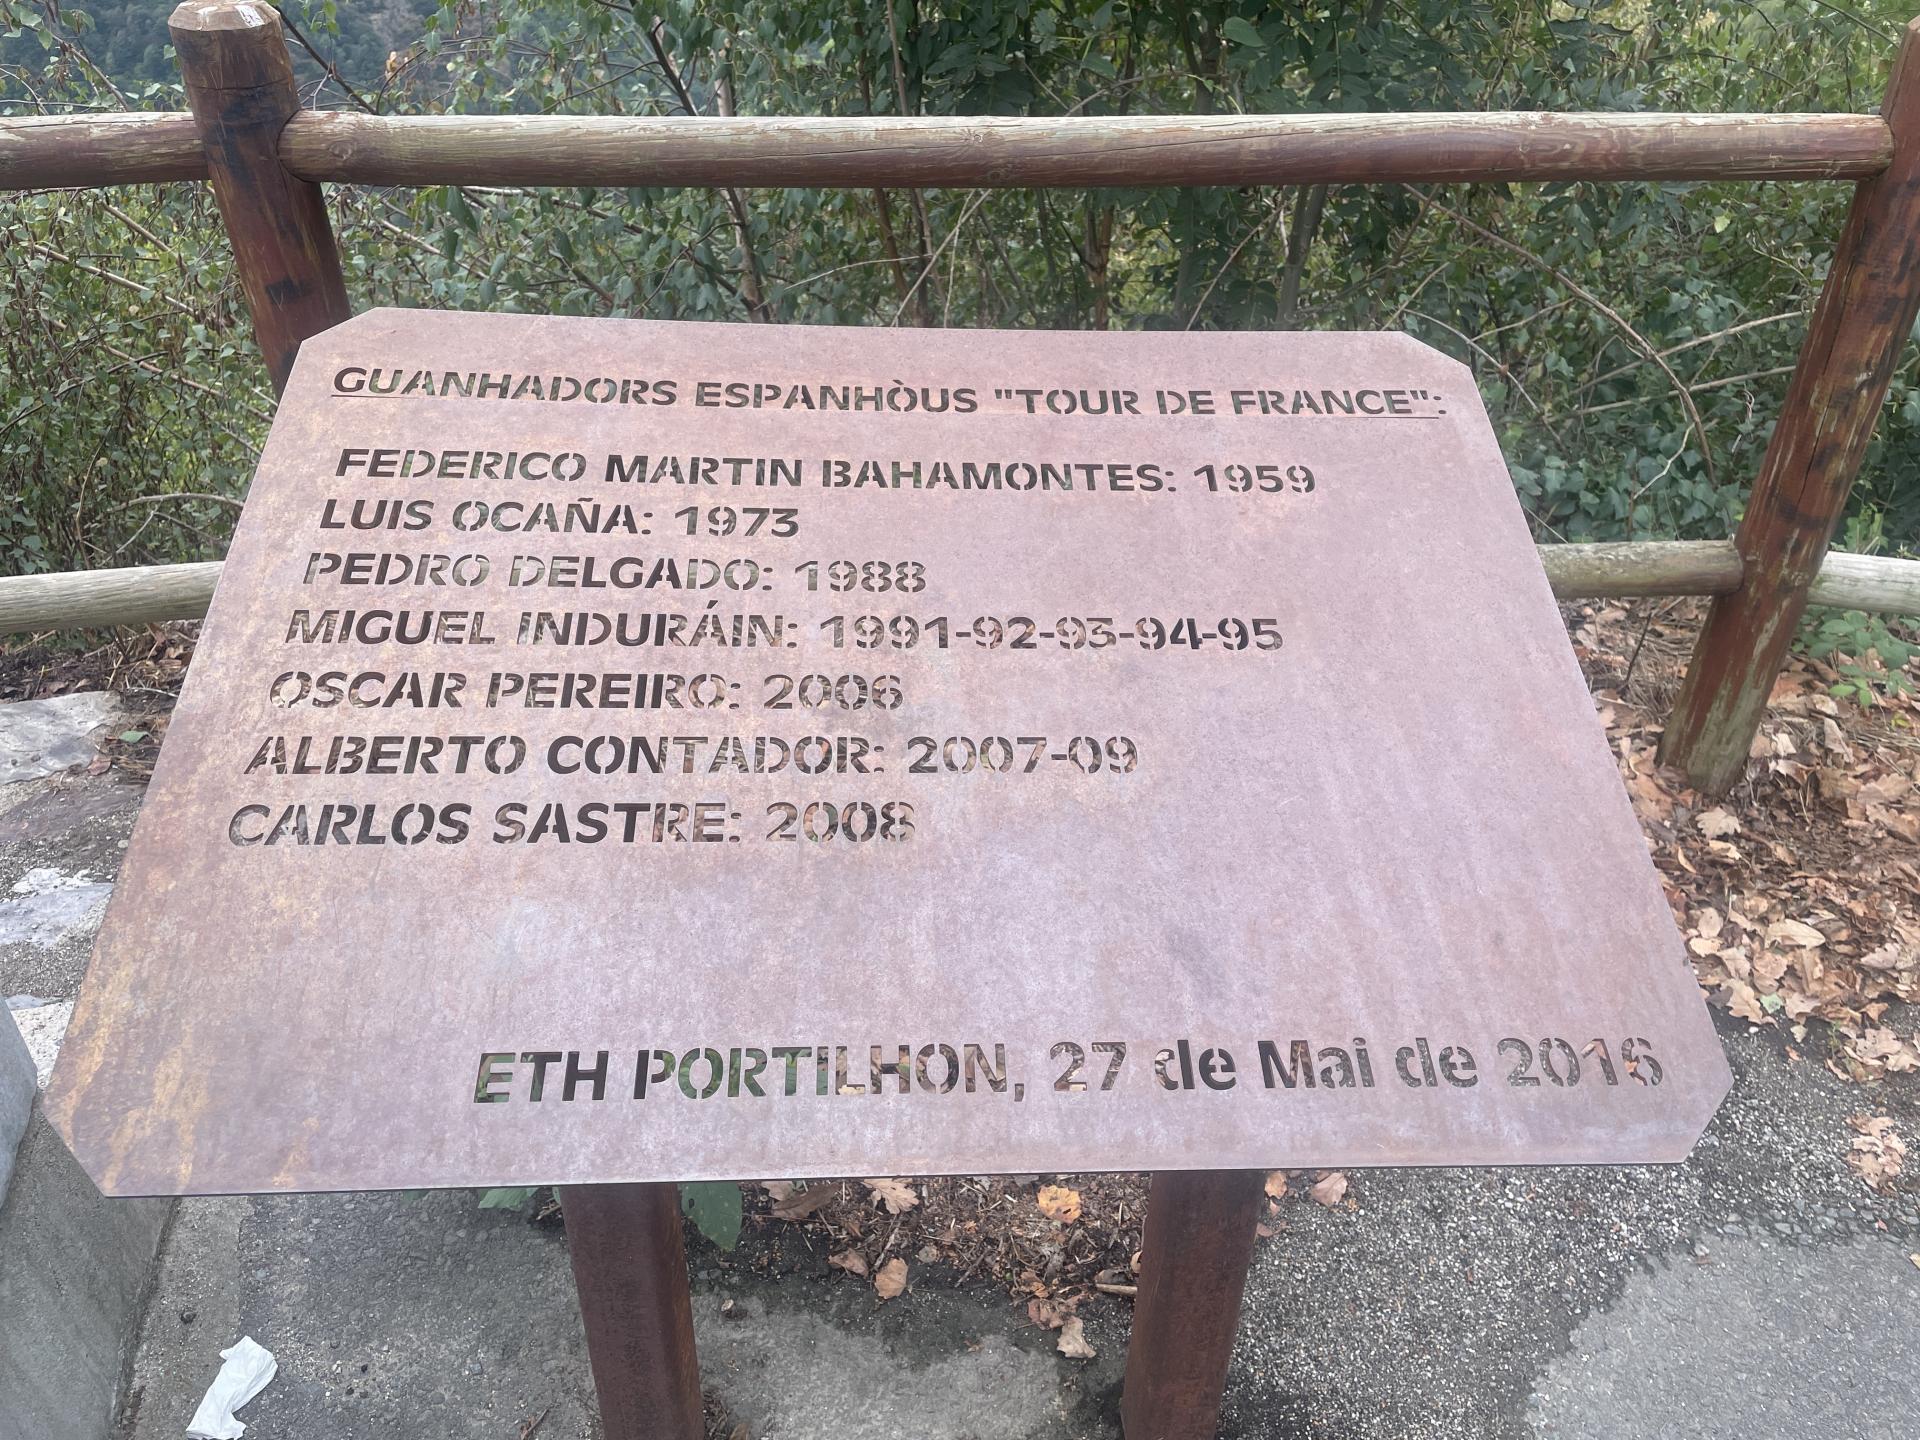 GUANHADORS ESPANHÒUS "TOUR DE FRANCE":
FEDERICO MARTIN BAHAMONTES: 1959
LUIS OCAÑA: 1973
PEDRO DELGADO: 1988
MIGUEL INDURÁIN: 1991-92-93-94-95
OSCAR PEREIRO: 2006
ALBERTO CONTADOR: 2007-09
CARLOS SASTRE: 2008
ETH PORTILHON, 27 de Mai de 2016